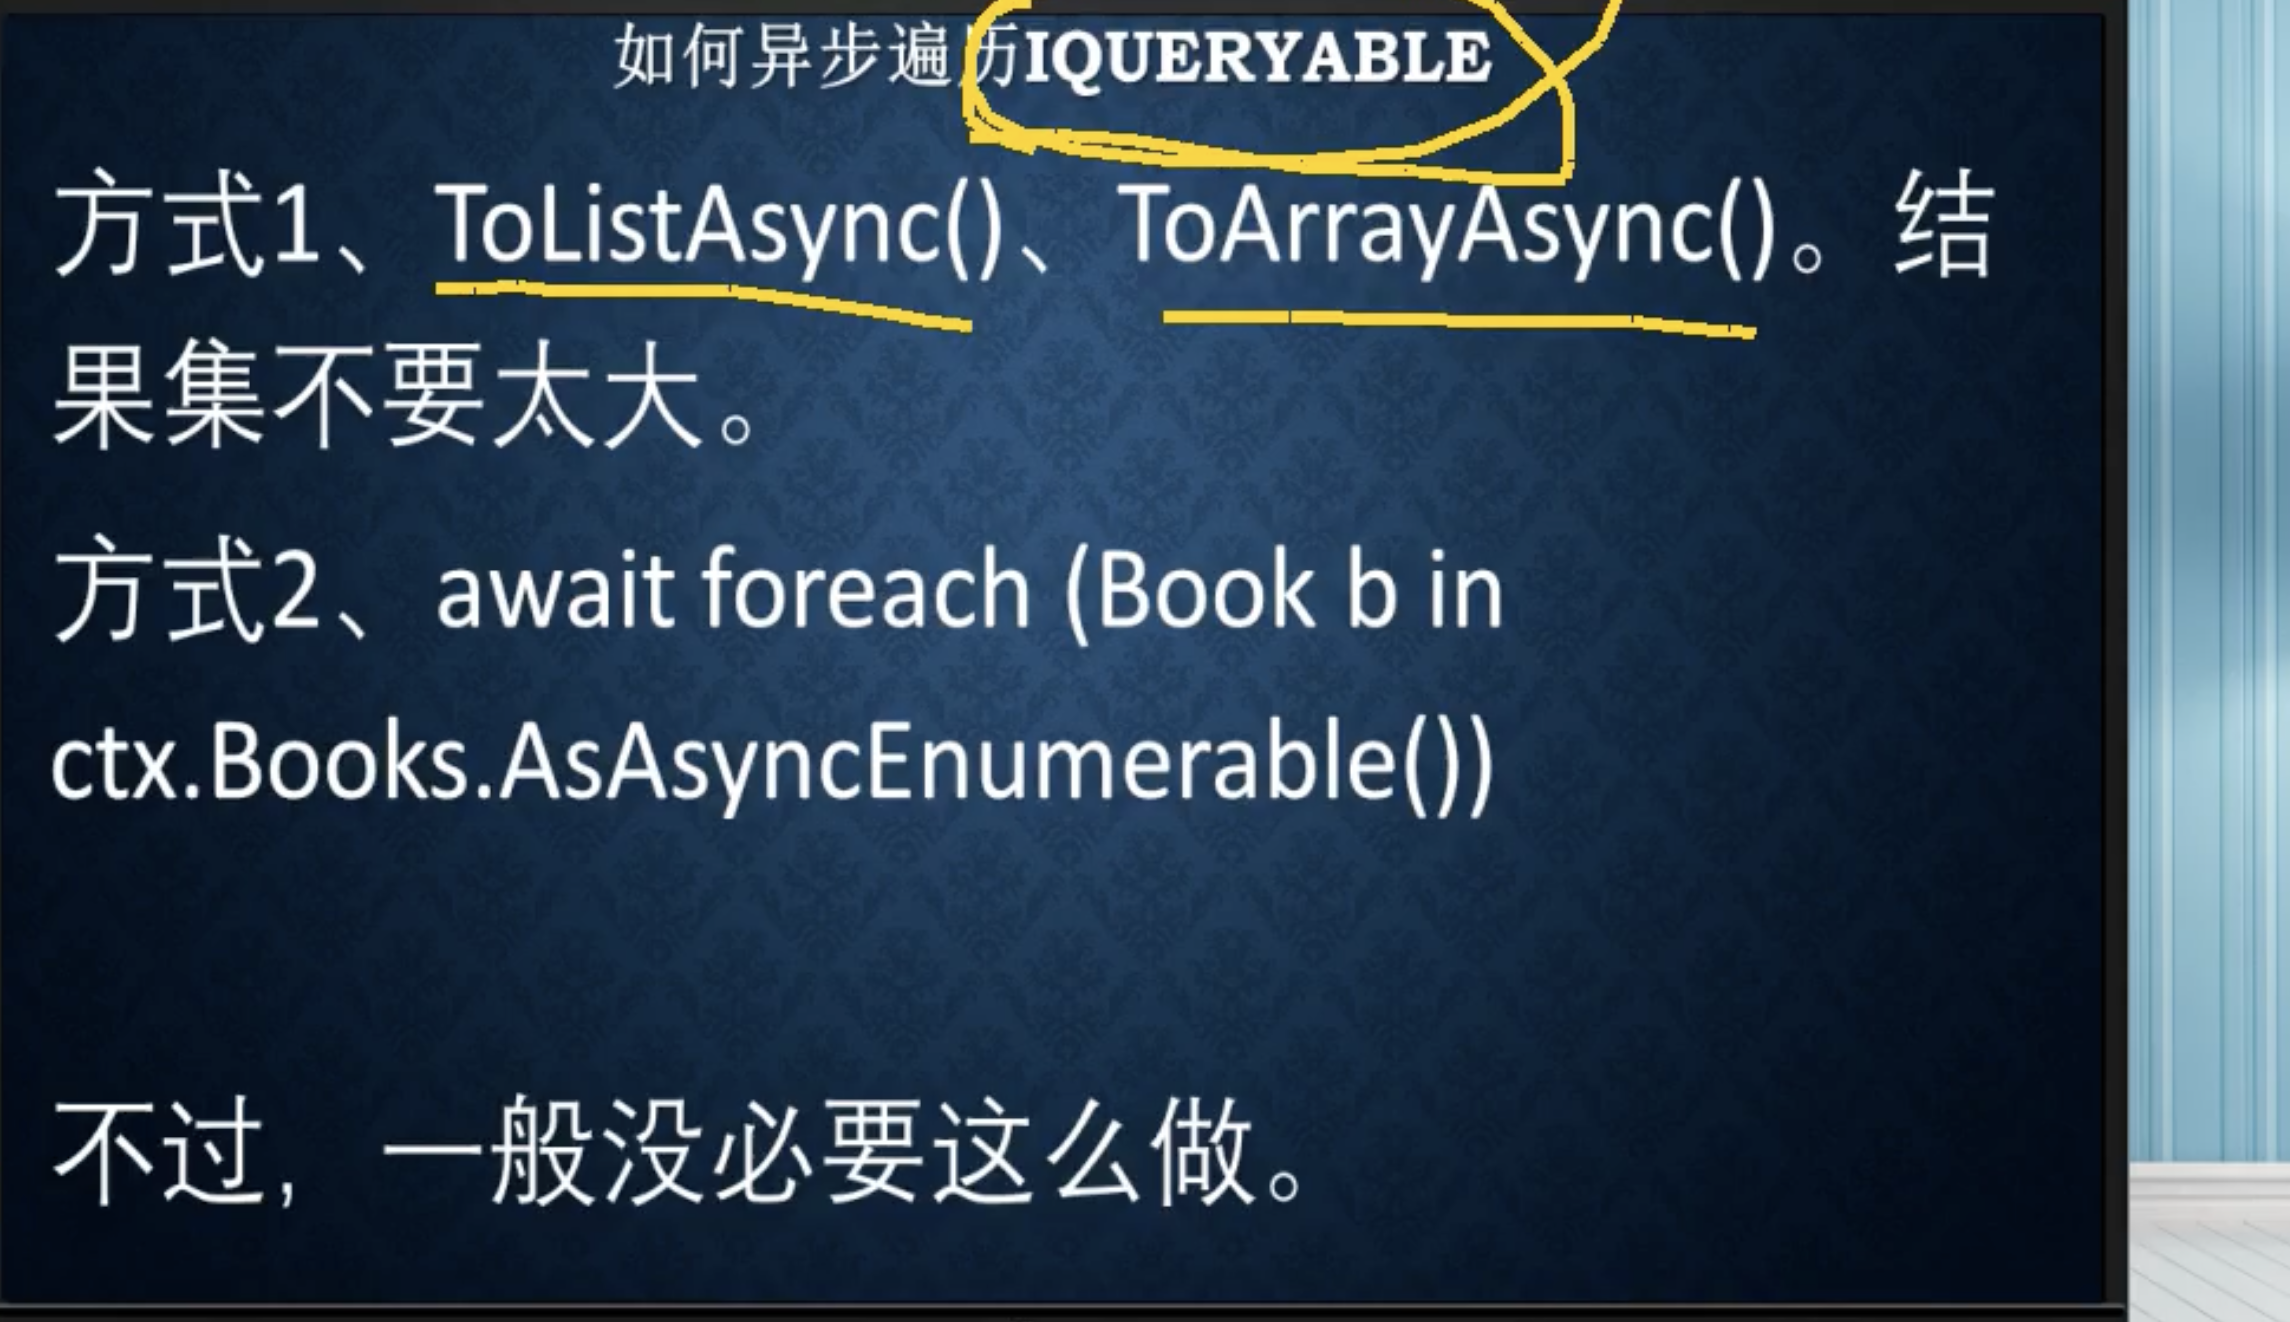 如何异步遍历IQUERYABLE
方式1、ToListAsync()、ToArrayAsync()。结
果集不要太大。
方式2、await foreach (Book b in
ctx.Books.AsAsyncEnumerable())
不过，一般没必要这么做。